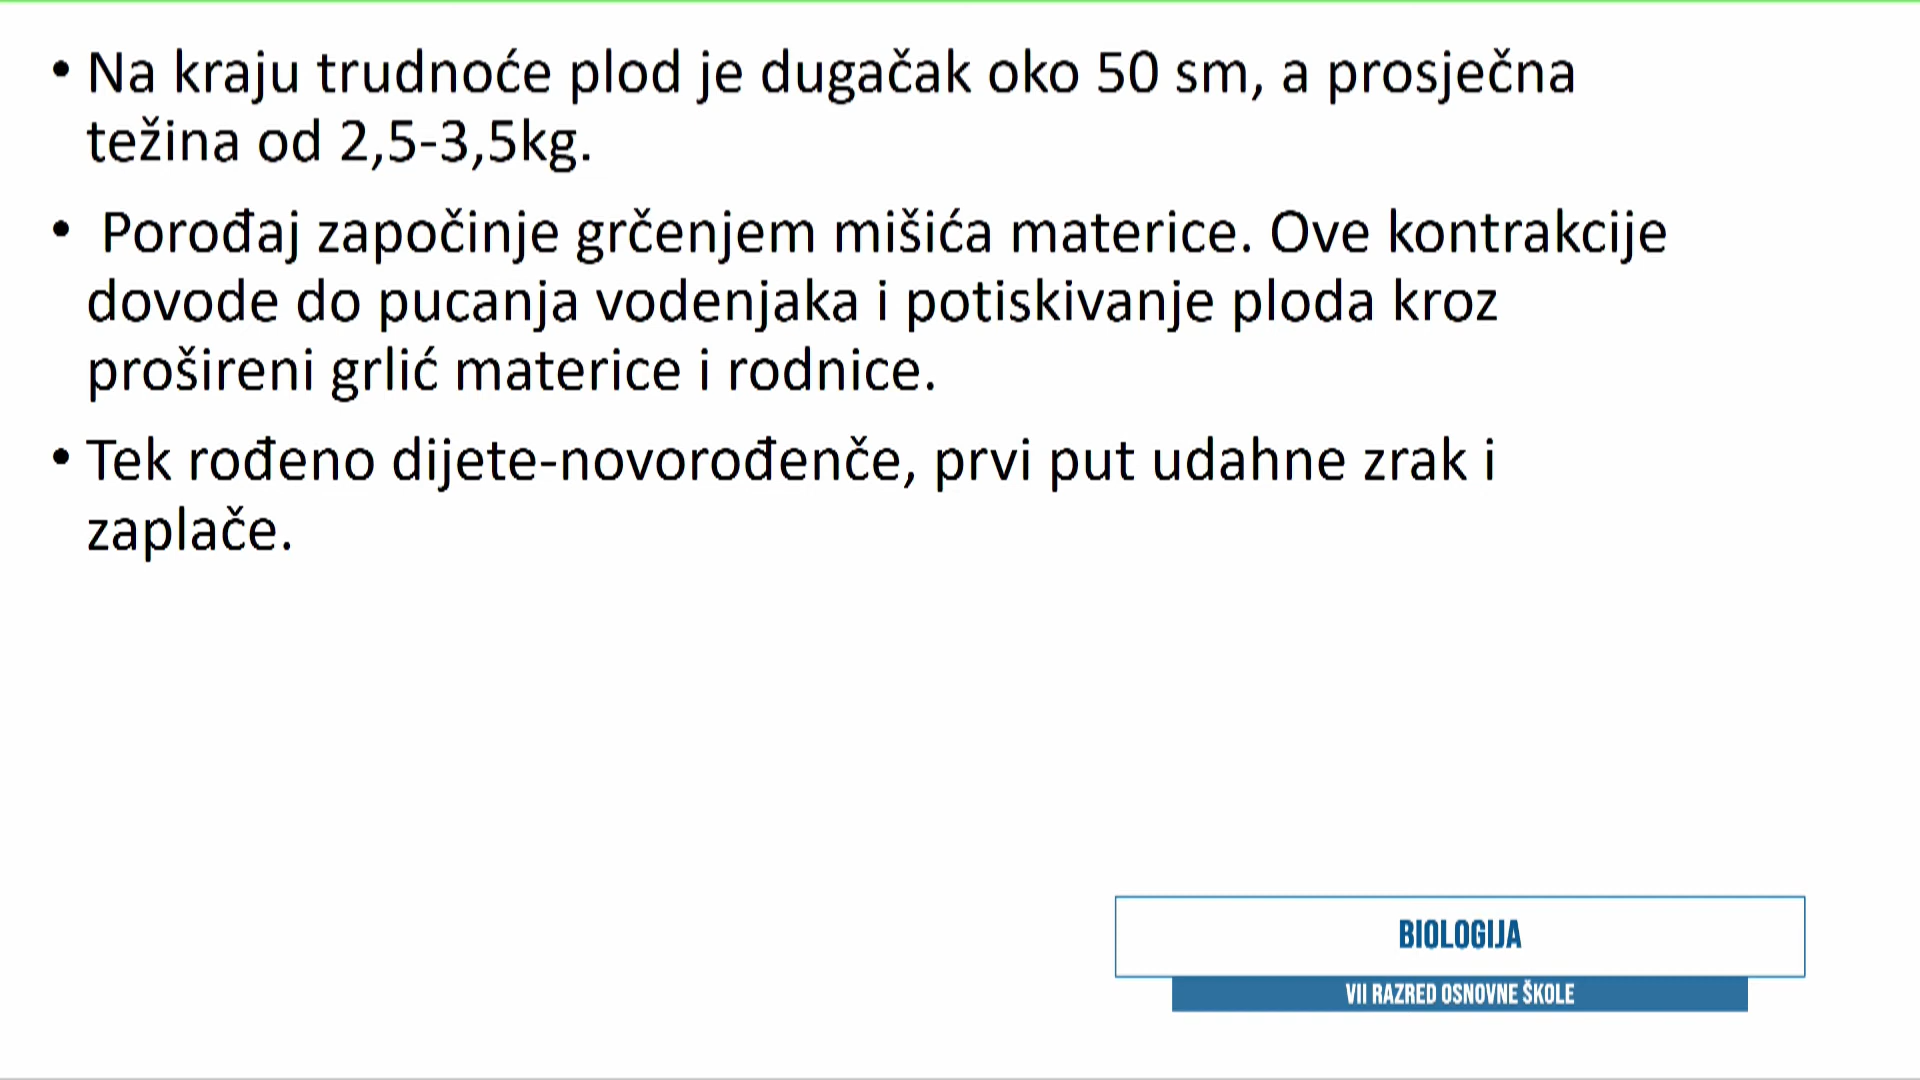 • Na kraju trudnoće plod je dugačak oko 50 sm, a prosječna
težina od 2,5-3,5kg.
• Porođaj započinje grčenjem mišića materice. Ove kontrakcije
dovode do pucanja vodenjaka i potiskivanje ploda kroz
prošireni grlić materice i rodnice.
• Tek rođeno dijete-novorođenče, prvi put udahne zrak i
zaplače.
BIOLOGIJA
VII RAZRED OSNOVNE ŠKOLE